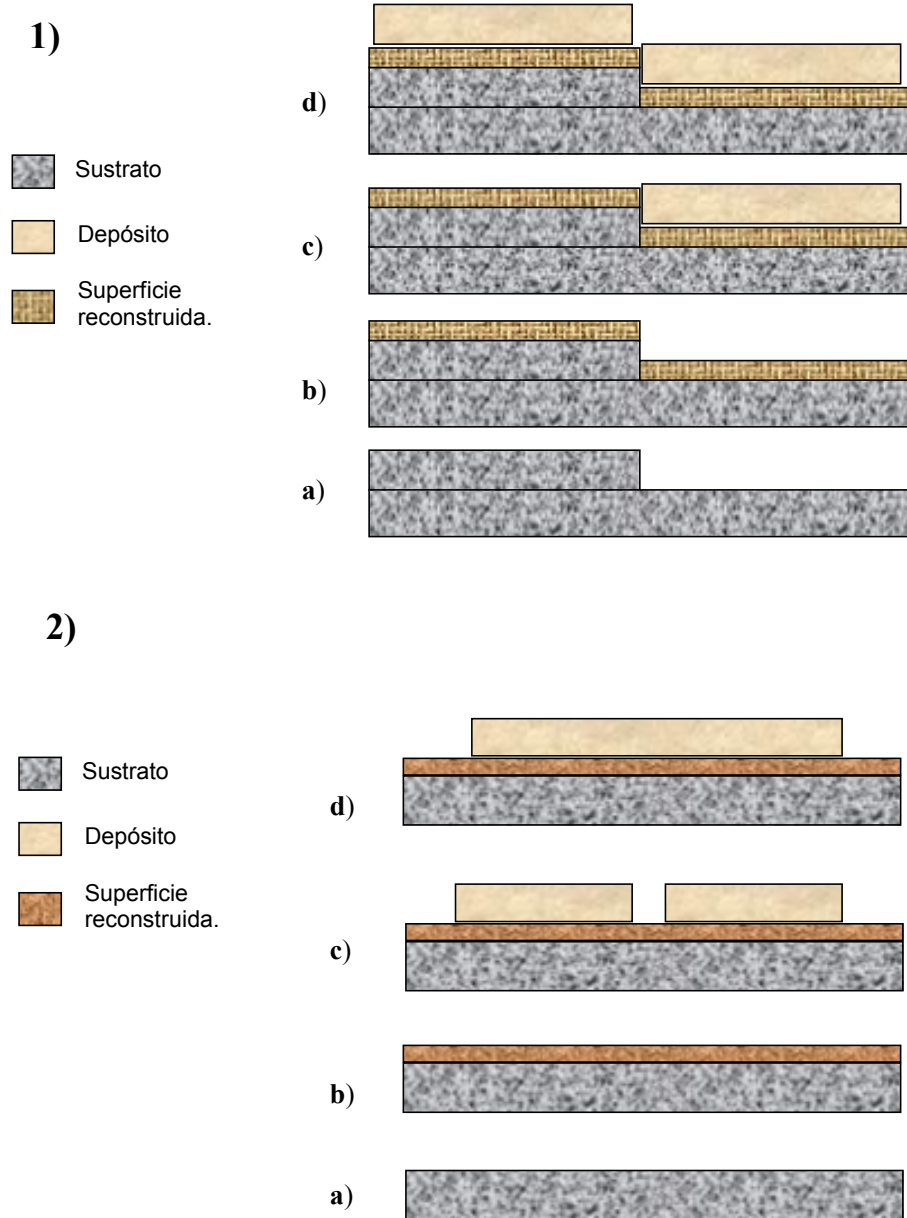 1)
d)
Sustrato
Depósito
c)
Superficie
reconstruida.
b)
a)
2)
Sustrato
d)
Depósito
Superficie
reconstruida.
c)
b)
a)